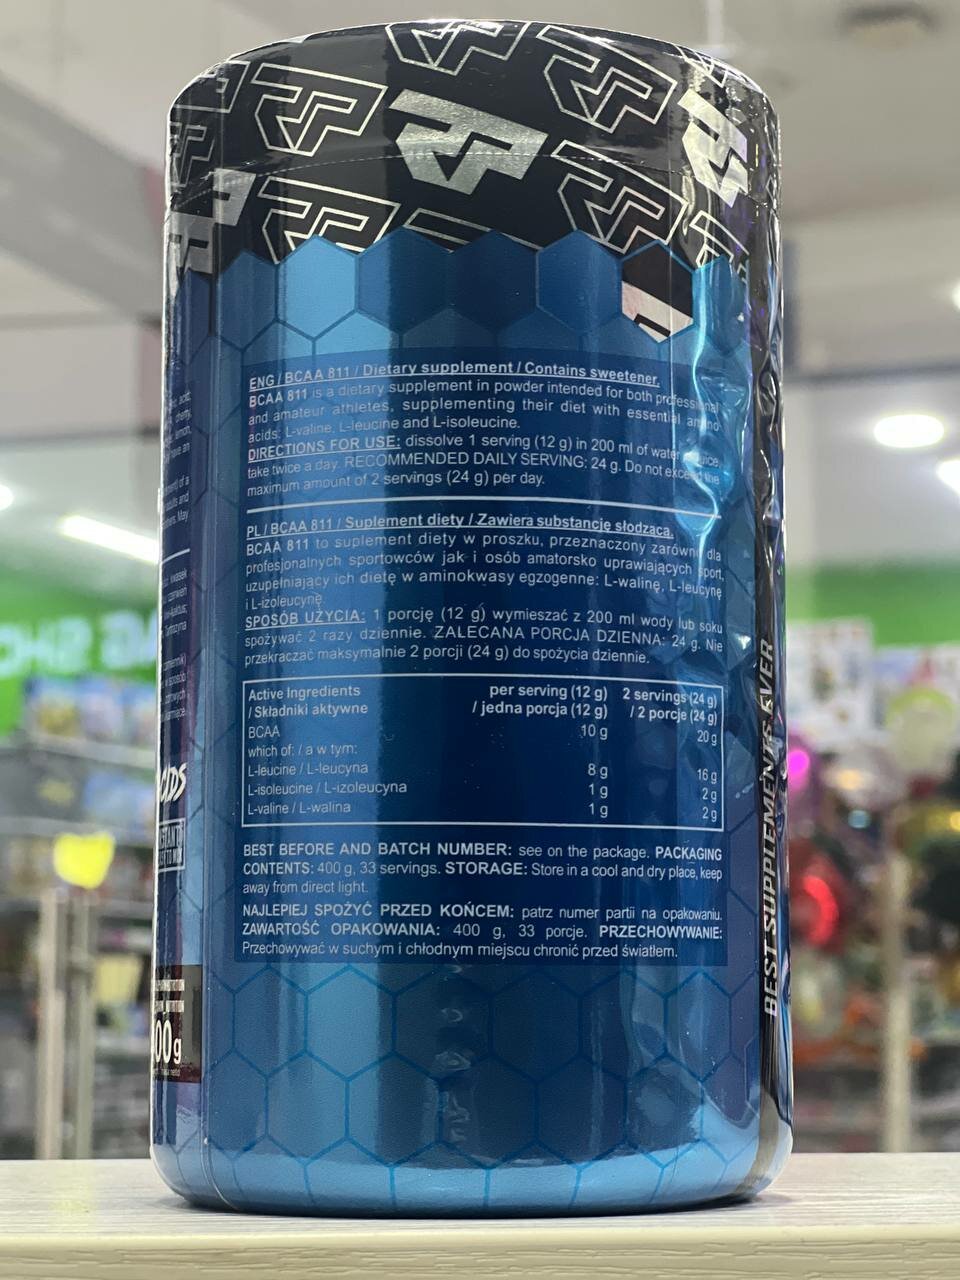 ENG / BCAA 811 / Dietary supplement / Contains sweetener.
BCAA 811 is a dietary supplement in powder intended for both professional
and amateur athletes, supplementing their diet with essential amino
acids: L-valine, L-leucine and L-isoleucine.
DIRECTIONS FOR USE: dissolve 1 serving (12 g) in 200 ml of water juice
take twice a day. RECOMMENDED DAILY SERVING: 24 g. Do not exceed the
maximum amount of 2 servings (24 g) per day.
PL / BCAA 811 / Suplement diety / Zawiera substancję słodzącą.
BCAA 811 to suplement diety w proszku, przeznaczony zarówno dla
profesjonalnych sportowców jak i osób amatorsko uprawiających sport,
uzupełniający ich dietę w aminokwasy egzogenne: L-walinę, L-leucynę
i L-izoleucynę.
SPOSÓB UŻYCIA: 1 porcję (12 g) wymieszać z 200 ml wody lub soku
spożywać 2 razy dziennie. ZALECANA PORCJA DZIENNA: 24 g. Nie
przekraczać maksymalnie 2 porcji (24 g) do spożycia dziennie.
Active Ingredients per serving (12 g) 2 servings (24 g)
/ Składniki aktywne / jedna porcja (12 g) / 2 porcje (24 g)
BCAA 10 g 20 g
which of: / a w tym:
L-leucine / L-leucyna 8 g 16 g
L-isoleucine / L-izoleucyna 1 g 2 g
L-valine / L-walina 1 g 2 g
BEST BEFORE AND BATCH NUMBER: see on the package. PACKAGING
CONTENTS: 400 g, 33 servings. STORAGE: Store in a cool and dry place, keep
away from direct light.
NAJLEPIEJ SPOŻYĆ PRZED KOŃCEM: patrz numer partii na opakowaniu.
ZAWARTOŚĆ OPAKOWANIA: 400 g, 33 porcje. PRZECHOWYWANIE:
Przechowywać w suchym i chłodnym miejscu chronić przed światłem.
BEST SUPPLEMENTS EVER